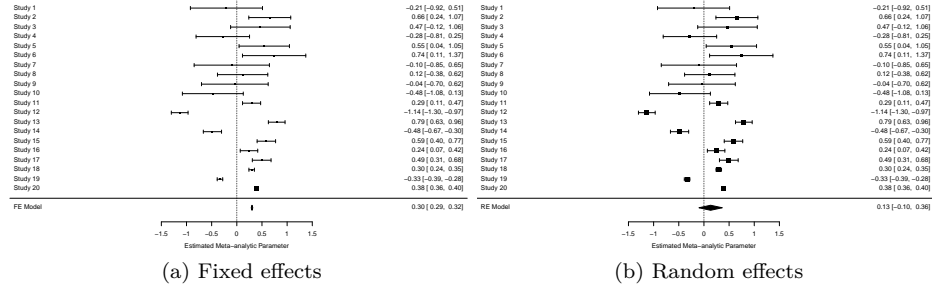 Study 1 −0.21 [−0.92, 0.51]
Study 2 0.66 [ 0.24, 1.07]
Study 3 0.47 [−0.12, 1.06]
Study 4 −0.28 [−0.81, 0.25]
Study 5 0.55 [ 0.04, 1.05]
Study 6 0.74 [ 0.11, 1.37]
Study 7 −0.10 [−0.85, 0.65]
Study 8 0.12 [−0.38, 0.62]
Study 9 −0.04 [−0.70, 0.62]
Study 10 −0.48 [−1.08, 0.13]
Study 11 0.29 [ 0.11, 0.47]
Study 12 −1.14 [−1.30, −0.97]
Study 13 0.79 [ 0.63, 0.96]
Study 14 −0.48 [−0.67, −0.30]
Study 15 0.59 [ 0.40, 0.77]
Study 16 0.24 [ 0.07, 0.42]
Study 17 0.49 [ 0.31, 0.68]
Study 18 0.30 [ 0.24, 0.35]
Study 19 −0.33 [−0.39, −0.28]
Study 20 0.38 [ 0.36, 0.40]
FE Model 0.30 [ 0.29, 0.32]
−1.5 −1 −0.5 0 0.5 1 1.5
Estimated Meta−analytic Parameter
(a) Fixed effects
Study 1 −0.21 [−0.92, 0.51]
Study 2 0.66 [ 0.24, 1.07]
Study 3 0.47 [−0.12, 1.06]
Study 4 −0.28 [−0.81, 0.25]
Study 5 0.55 [ 0.04, 1.05]
Study 6 0.74 [ 0.11, 1.37]
Study 7 −0.10 [−0.85, 0.65]
Study 8 0.12 [−0.38, 0.62]
Study 9 −0.04 [−0.70, 0.62]
Study 10 −0.48 [−1.08, 0.13]
Study 11 0.29 [ 0.11, 0.47]
Study 12 −1.14 [−1.30, −0.97]
Study 13 0.79 [ 0.63, 0.96]
Study 14 −0.48 [−0.67, −0.30]
Study 15 0.59 [ 0.40, 0.77]
Study 16 0.24 [ 0.07, 0.42]
Study 17 0.49 [ 0.31, 0.68]
Study 18 0.30 [ 0.24, 0.35]
Study 19 −0.33 [−0.39, −0.28]
Study 20 0.38 [ 0.36, 0.40]
RE Model 0.13 [−0.10, 0.36]
−1.5 −1 −0.5 0 0.5 1 1.5
Estimated Meta−analytic Parameter
(b) Random effects